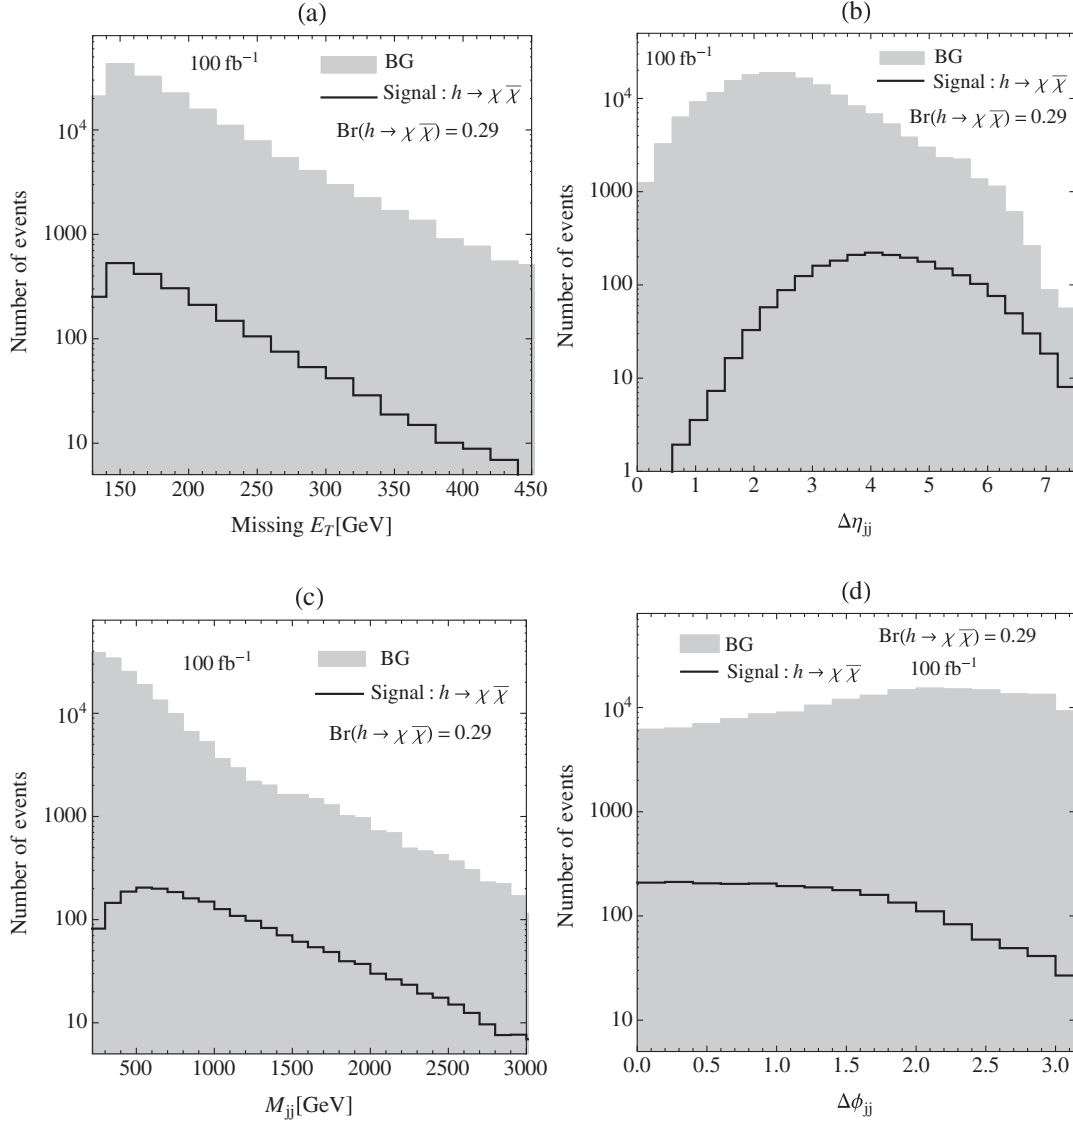 (a)
100 fb⁻¹
BG
Signal : h → χ χ̅
Br(h → χ χ̅) = 0.29
10⁴
1000
100
10
Number of events
150 200 250 300 350 400 450
Missing E_T[GeV]
(b)
100 fb⁻¹
BG
Signal : h → χ χ̅
Br(h → χ χ̅) = 0.29
10⁴
1000
100
10
1
Number of events
0 1 2 3 4 5 6 7
Δη_jj
(c)
100 fb⁻¹
BG
Signal : h → χ χ̅
Br(h → χ χ̅) = 0.29
10⁴
1000
100
10
Number of events
500 1000 1500 2000 2500 3000
M_jj[GeV]
(d)
Br(h → χ χ̅) = 0.29
BG
100 fb⁻¹
Signal : h → χ χ̅
10⁴
1000
100
10
Number of events
0.0 0.5 1.0 1.5 2.0 2.5 3.0
Δϕ_jj